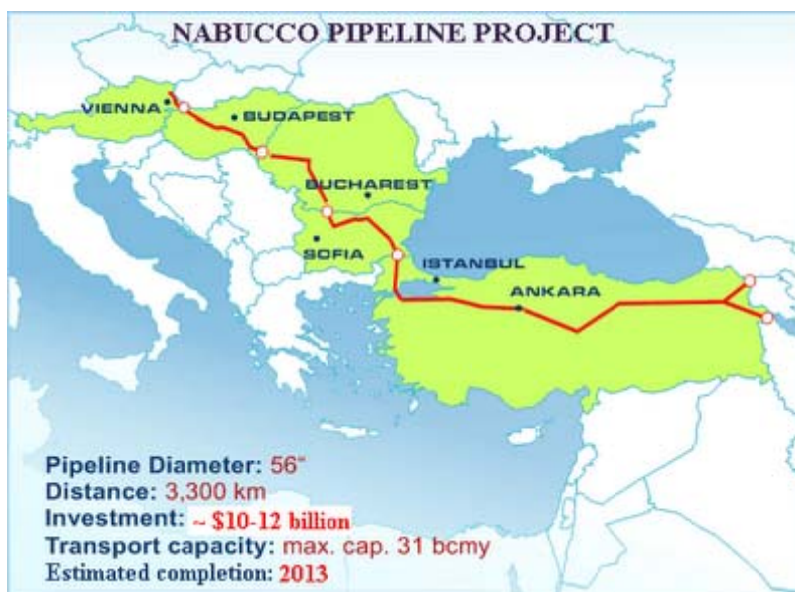 NABUCCO PIPELINE PROJECT
VIENNA
BUDAPEST
BUCHAREST
SOFIA
ISTANBUL
ANKARA
Pipeline Diameter: 56“
Distance: 3,300 km
Investment: ~ $10-12 billion
Transport capacity: max. cap. 31 bcmy
Estimated completion: 2013